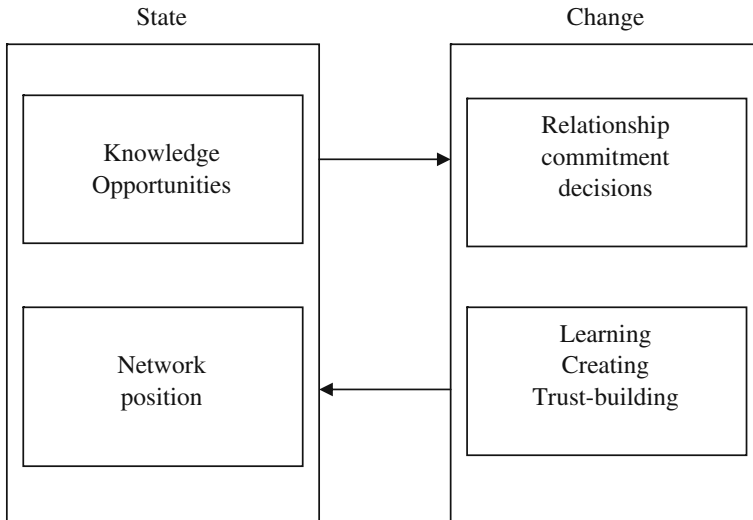 State
Change
Knowledge
Opportunities
Relationship
commitment
decisions
Network
position
Learning
Creating
Trust-building